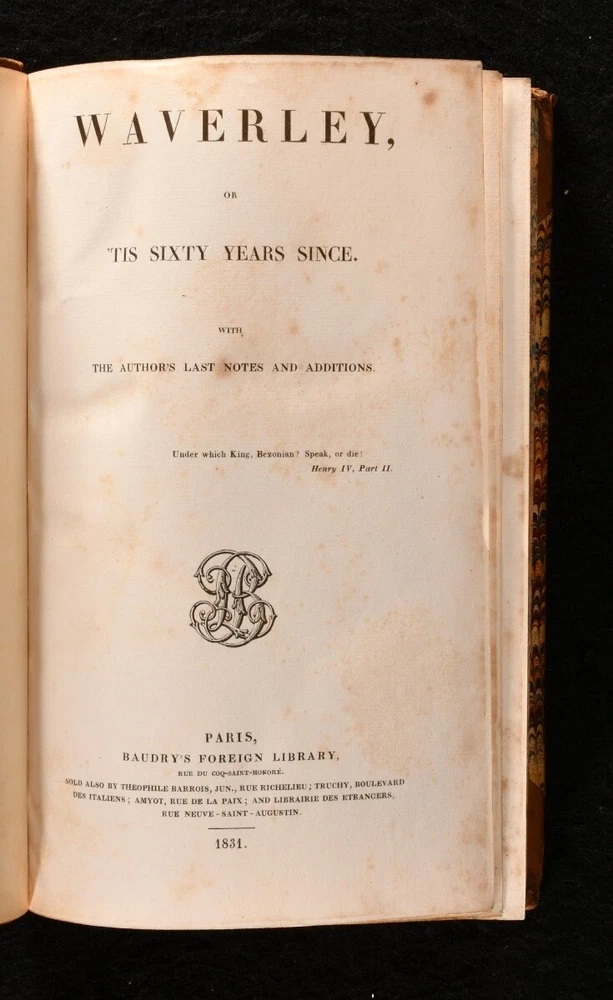 WAVERLEY,
OR
'TIS SIXTY YEARS SINCE.
WITH
THE AUTHOR'S LAST NOTES AND ADDITIONS.
Under which King, Bezonian? Speak, or die!
Henry IV, Part II.
PARIS,
BAUDRY'S FOREIGN LIBRARY,
RUE DU COQ-SAINT-HONORÉ.
SOLD ALSO BY THEOPHILE BARROIS, JUN., RUE RICHELIEU; TRUCHY, BOULEVARD
DES ITALIENS; AMYOT, RUE DE LA PAIX; AND LIBRAIRIE DES ETRANGERS,
RUE NEUVE-SAINT-AUGUSTIN.
1831.